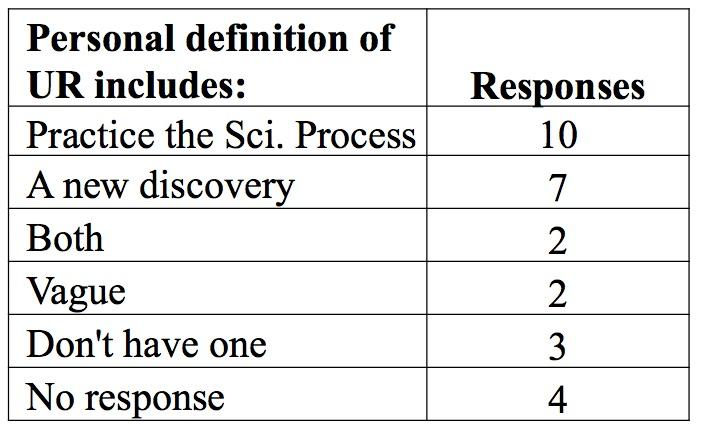 Personal definition of
UR includes: Responses
Practice the Sci. Process 10
A new discovery 7
Both 2
Vague 2
Don't have one 3
No response 4